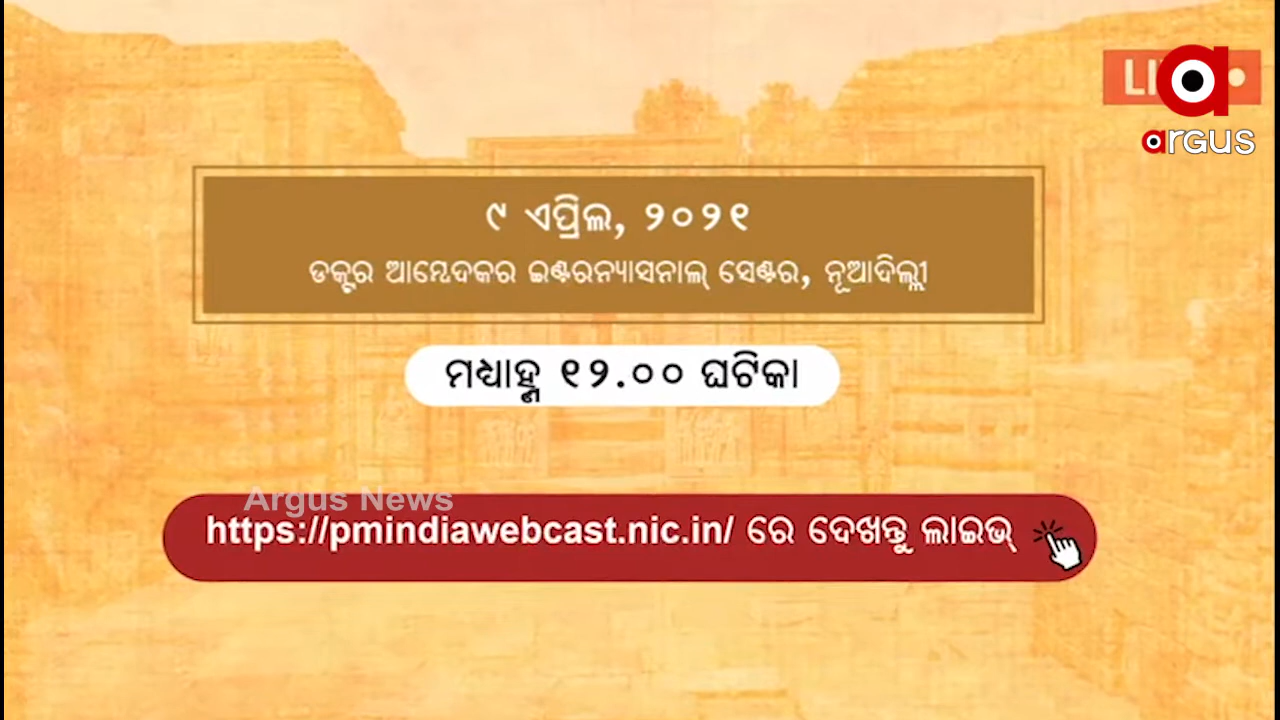 argus
୯ ଏପ୍ରିଲ, ୨୦୨୧
ଡକ୍ଟର ଆମ୍ବେଦକର ଇଣ୍ଟରନ୍ୟାସନାଲ୍ ସେଣ୍ଟର, ନୂଆଦିଲ୍ଲୀ
ମଧ୍ୟାହ୍ନ ୧୨.୦୦ ଘଟିକା
Argus News
https://pmindiawebcast.nic.in/ ରେ ଦେଖନ୍ତୁ ଲାଇଭ୍